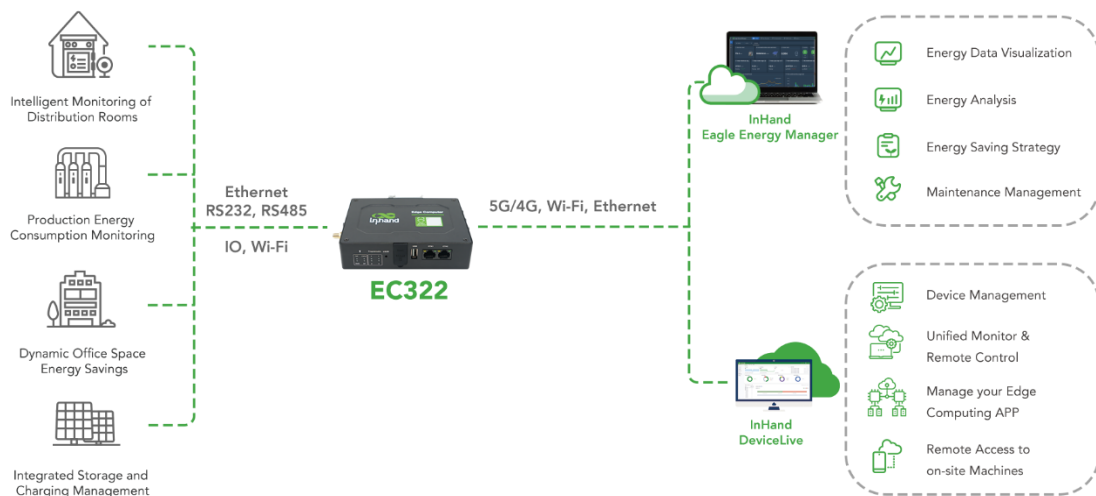 Intelligent Monitoring of
Distribution Rooms
Production Energy
Consumption Monitoring
Dynamic Office Space
Energy Savings
Integrated Storage and
Charging Management
Ethernet
RS232, RS485
IO, Wi-Fi
inhand
Edge Computer
EC322
5G/4G, Wi-Fi, Ethernet
InHand
Eagle Energy Manager
Energy Data Visualization
Energy Analysis
Energy Saving Strategy
Maintenance Management
InHand
DeviceLive
Device Management
Unified Monitor &
Remote Control
Manage your Edge
Computing APP
Remote Access to
on-site Machines